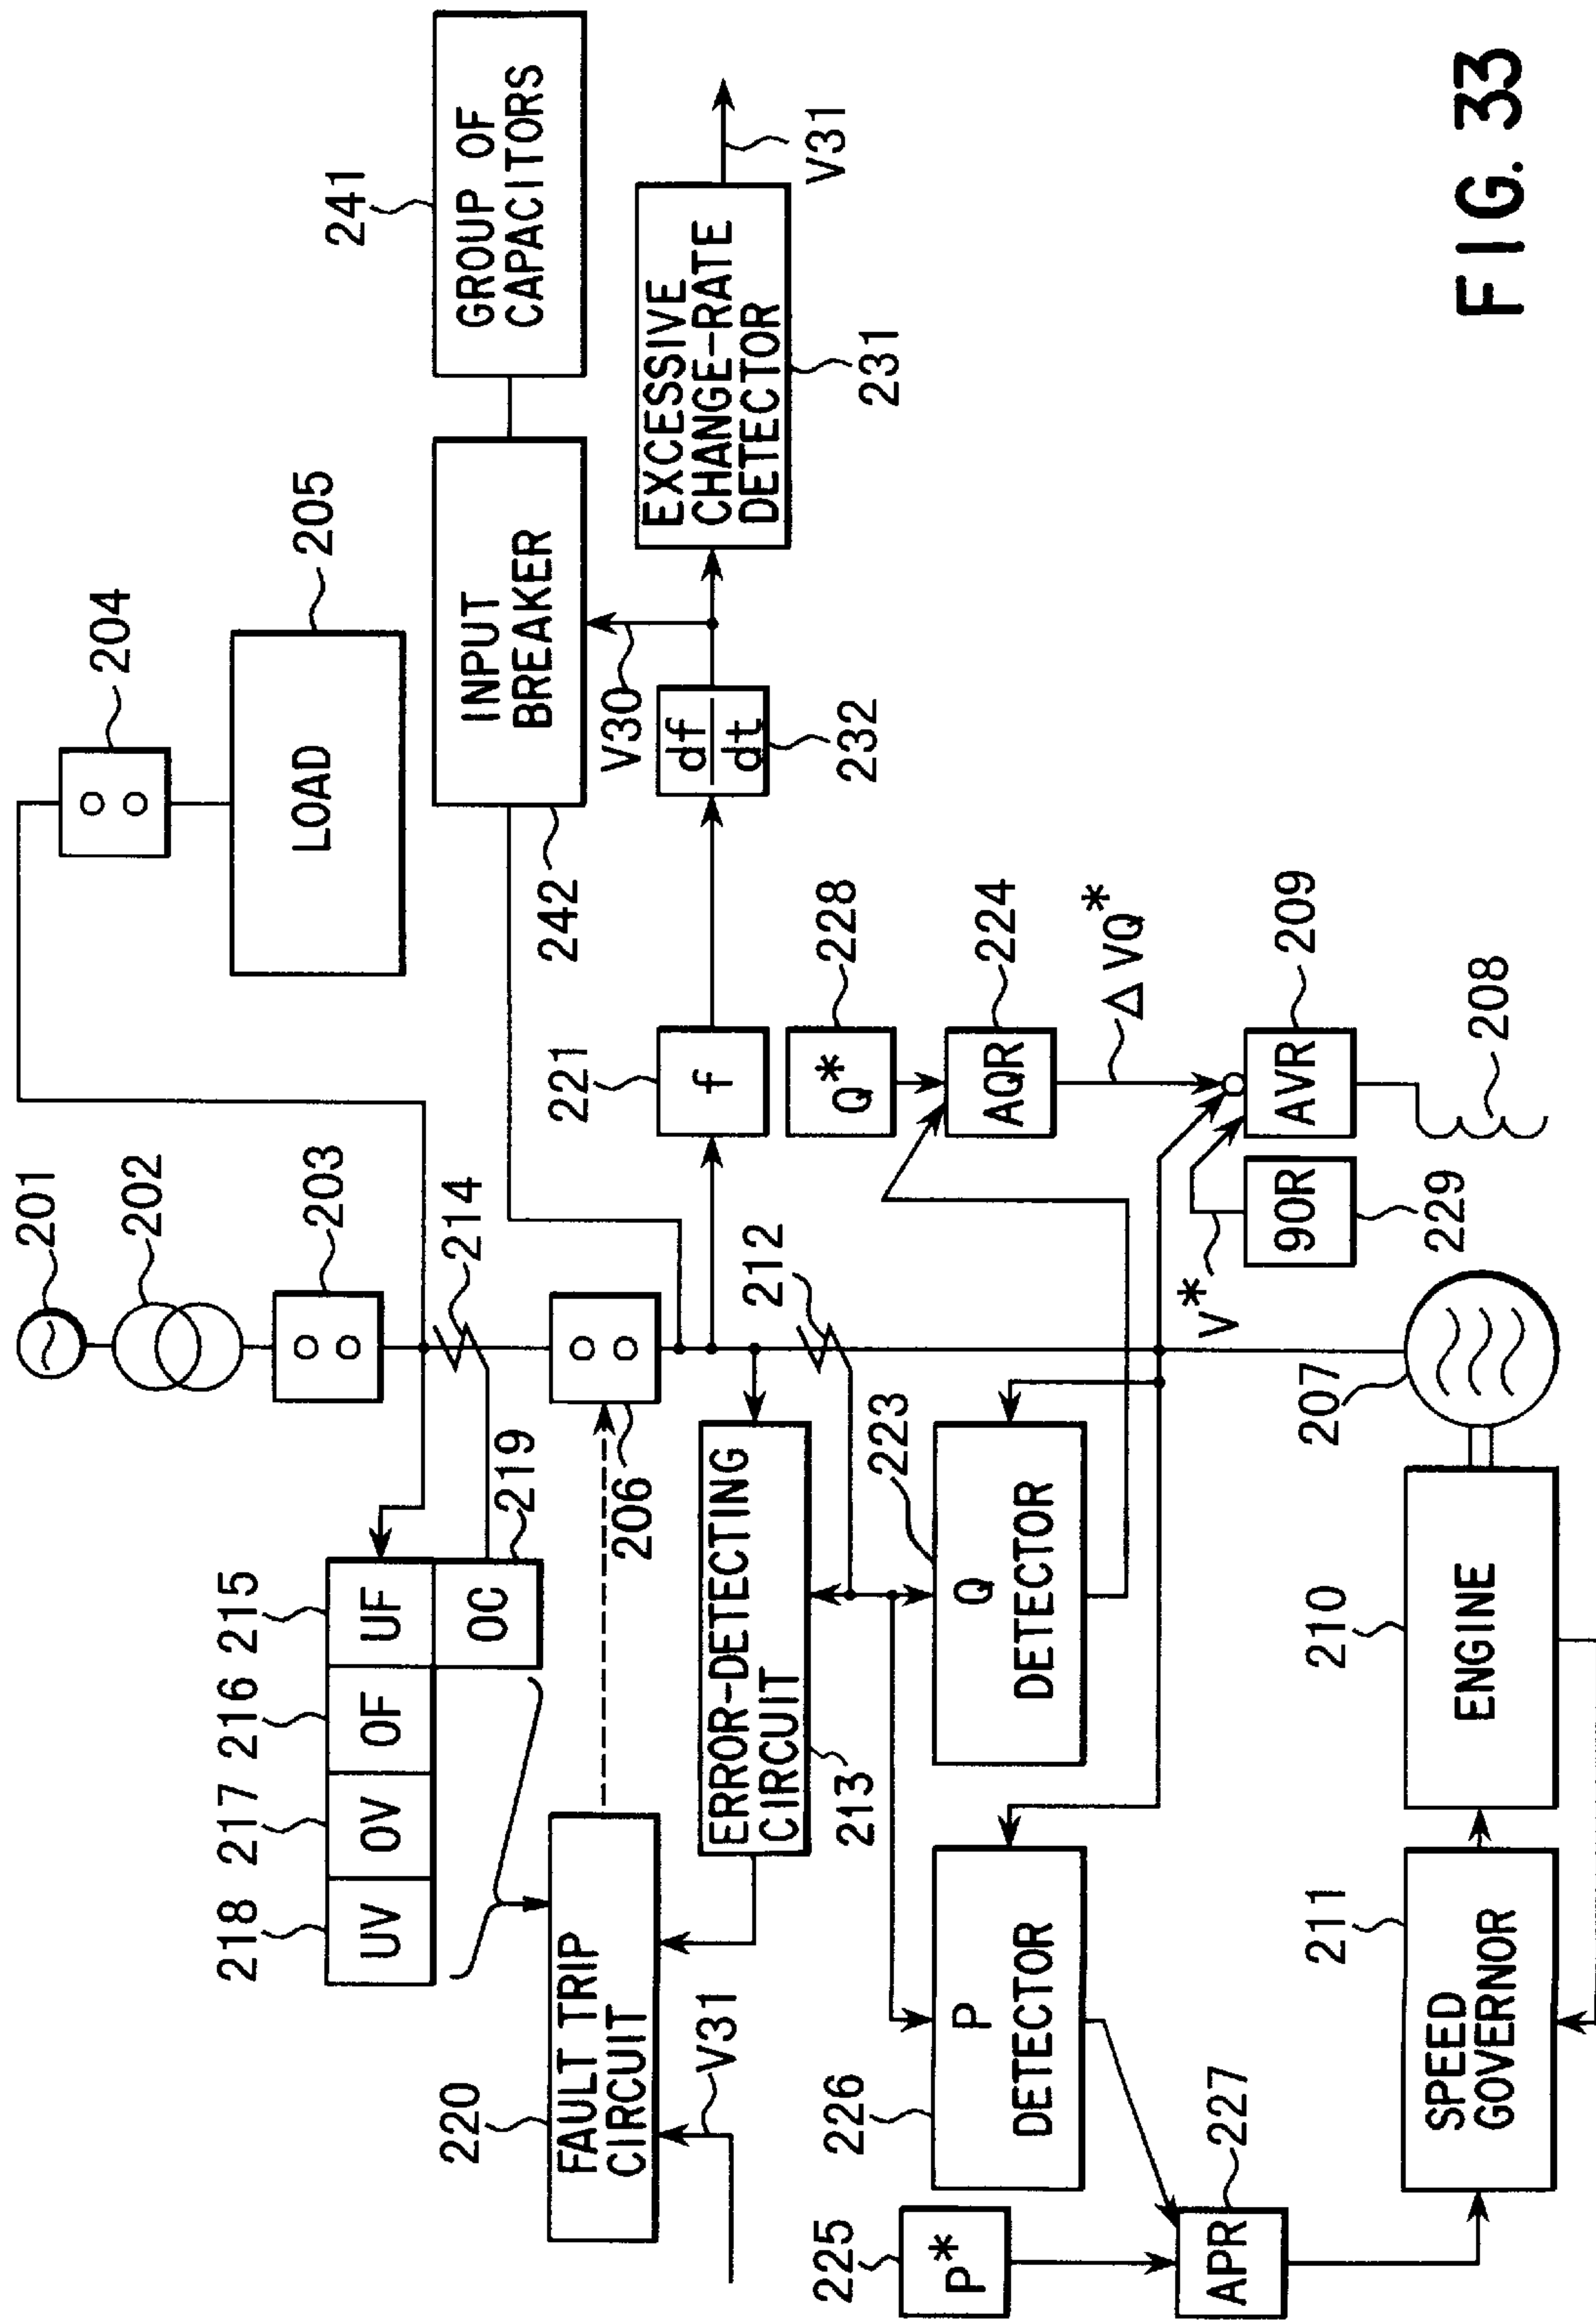 201
202
203
204
LOAD
205
214
218
217
216
215
UV
OV
OF
UF
OC
219
206
220
FAULT TRIP
CIRCUIT
V31
ERROR-DETECTING
CIRCUIT
213
212
221
f
df
dt
232
V30
INPUT
BREAKER
242
GROUP OF
CAPACITORS
241
EXCESSIVE
CHANGE-RATE
DETECTOR
231
V31
225
P*
226
P
DETECTOR
223
Q
DETECTOR
228
Q*
AQR
224
ΔVQ*
APR
227
V*
90R
229
AVR
209
208
SPEED
GOVERNOR
211
ENGINE
210
207
FIG. 33